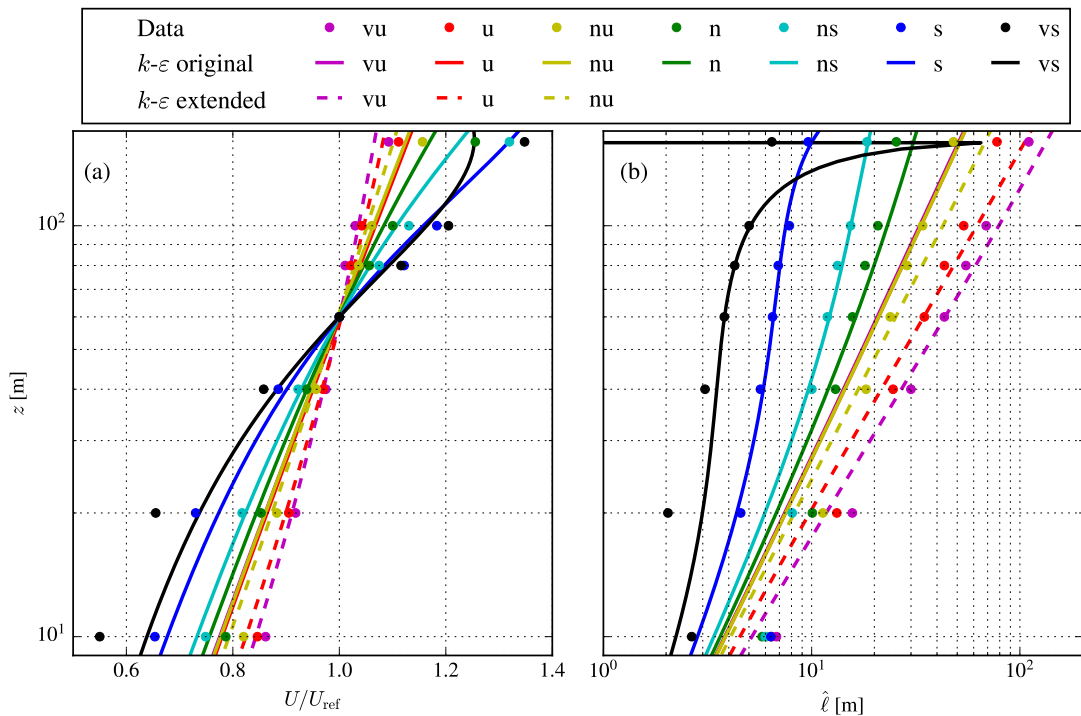 Data vu u nu n ns s vs
k-ε original vu u nu n ns s vs
k-ε extended vu u nu
(a)
(b)
10²
10¹
z [m]
0.6 0.8 1.0 1.2 1.4
10⁰ 10¹ 10²
U/U_ref
ℓ̂ [m]